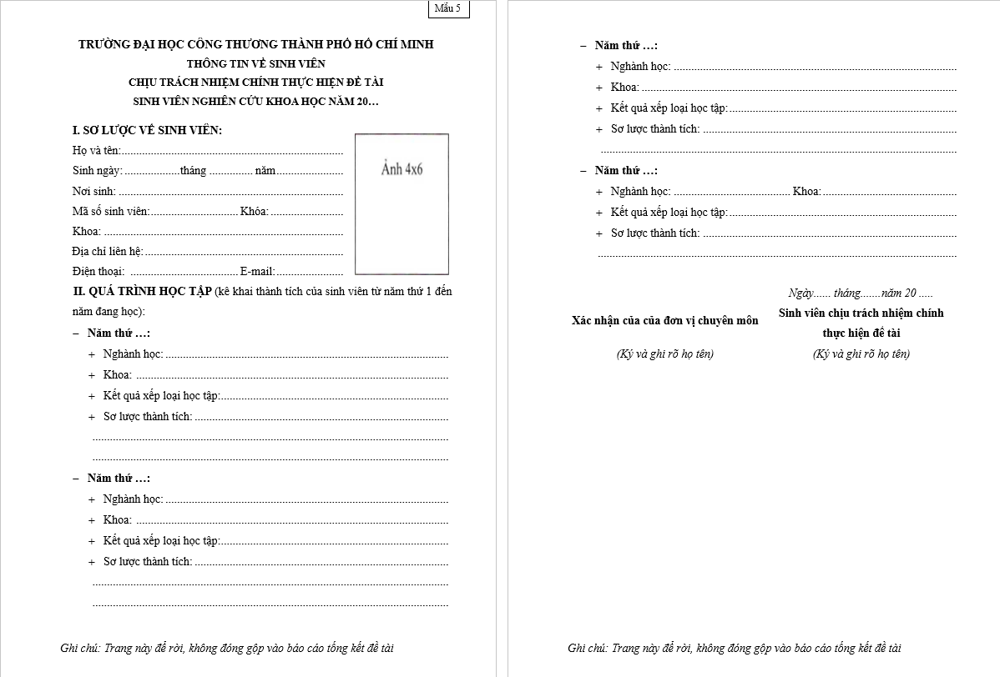 Mẫu 5
TRƯỜNG ĐẠI HỌC CÔNG THƯƠNG THÀNH PHỐ HỒ CHÍ MINH
THÔNG TIN VỀ SINH VIÊN
CHỊU TRÁCH NHIỆM CHÍNH THỰC HIỆN ĐỀ TÀI
SINH VIÊN NGHIÊN CỨU KHOA HỌC NĂM 20…
I. SƠ LƯỢC VỀ SINH VIÊN:
Ảnh 4x6
Họ và tên:..............................
Sinh ngày: ................tháng ............. năm....................
Nơi sinh: ..............................
Mã số sinh viên:.......................... Khóa: ....................
Khoa: ..............................
Địa chỉ liên hệ: ..............................
Điện thoại: .............................. E-mail: ....................
II. QUÁ TRÌNH HỌC TẬP (kê khai thành tích của sinh viên từ năm thứ 1 đến
năm đang học):
– Năm thứ …:
+ Nghành học: ..............................
+ Khoa: ..............................
+ Kết quả xếp loại học tập:..............................
+ Sơ lược thành tích: ..............................
..............................
..............................
– Năm thứ …:
+ Nghành học: ..............................
+ Khoa: ..............................
+ Kết quả xếp loại học tập:..............................
+ Sơ lược thành tích: ..............................
..............................
..............................
Ghi chú: Trang này để rời, không đóng gộp vào báo cáo tổng kết đề tài
– Năm thứ …:
+ Nghành học: ..............................
+ Khoa: ..............................
+ Kết quả xếp loại học tập:..............................
+ Sơ lược thành tích: ..............................
..............................
– Năm thứ …:
+ Nghành học: .............................. Khoa: ..............................
+ Kết quả xếp loại học tập:..............................
+ Sơ lược thành tích: ..............................
..............................
Ngày...... tháng.......năm 20 .....
Xác nhận của của đơn vị chuyên môn
Sinh viên chịu trách nhiệm chính
thực hiện đề tài
(Ký và ghi rõ họ tên) (Ký và ghi rõ họ tên)
Ghi chú: Trang này để rời, không đóng gộp vào báo cáo tổng kết đề tài